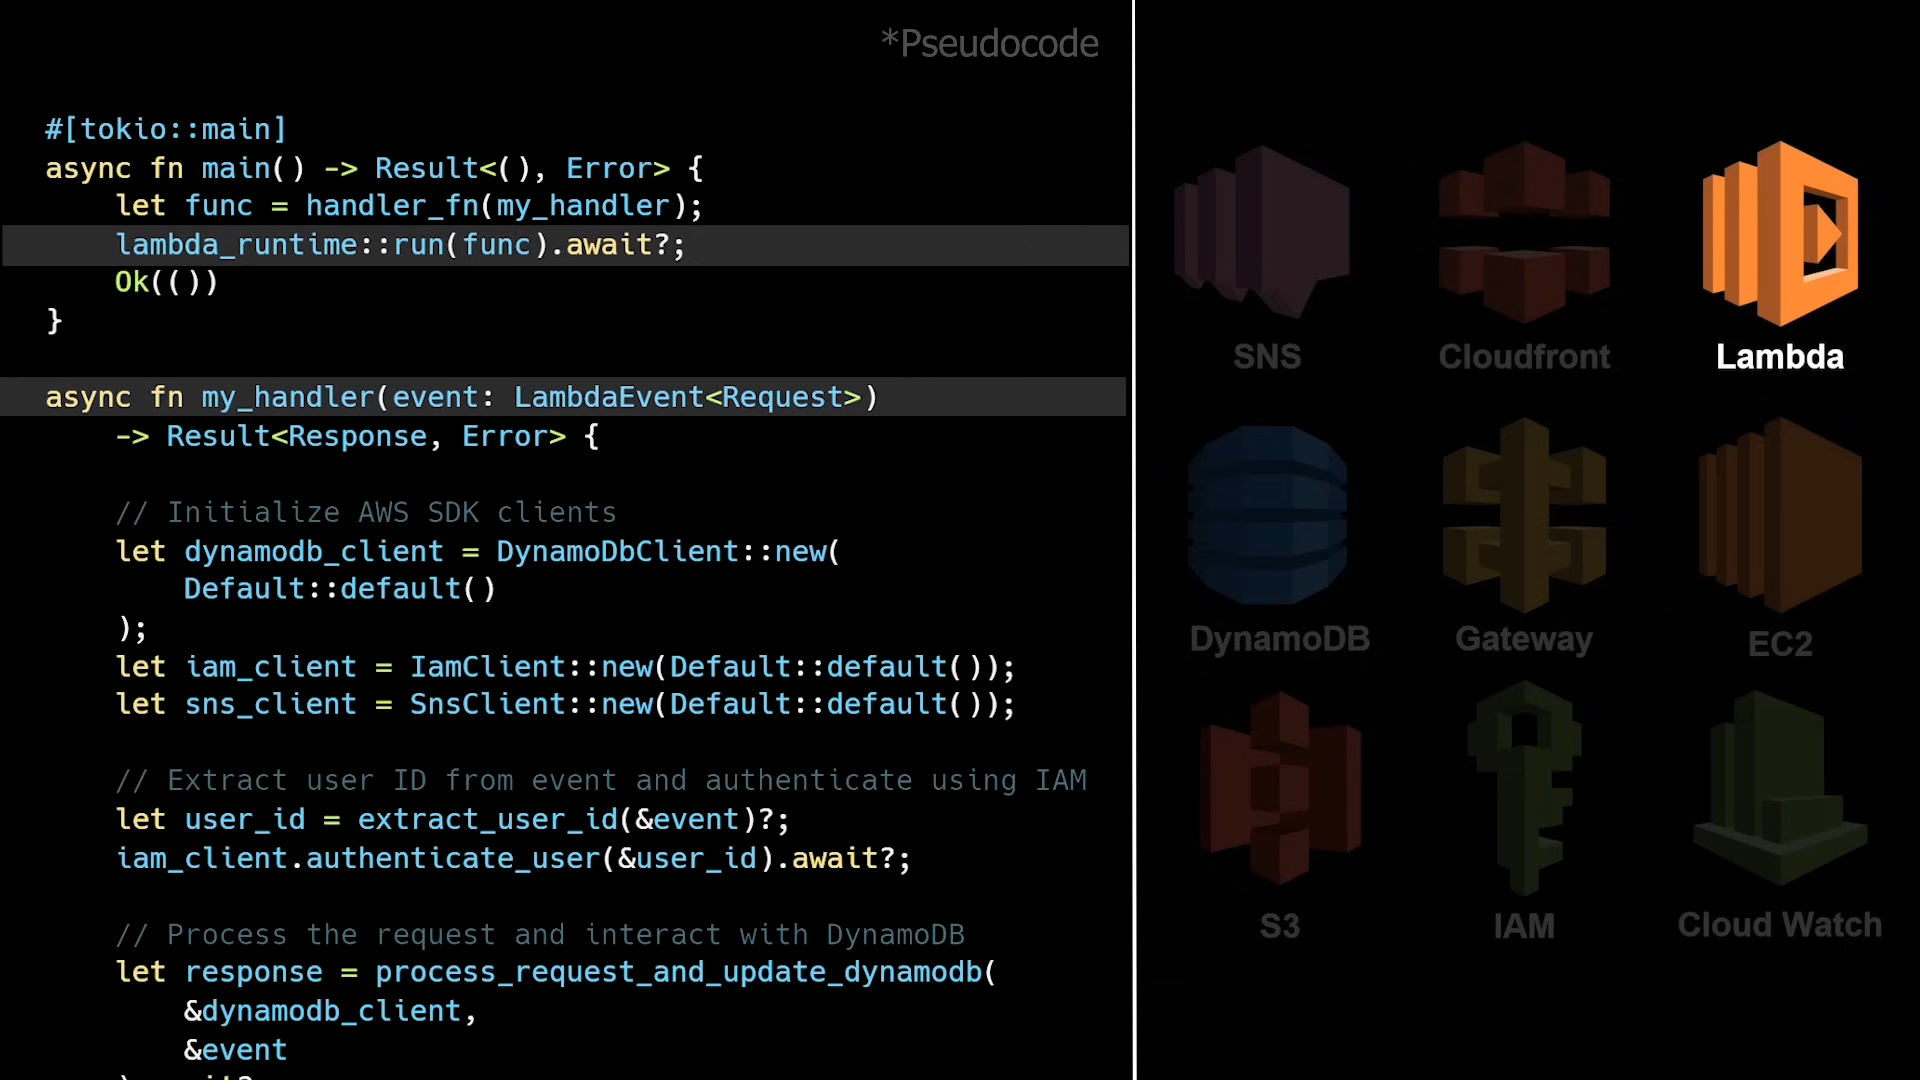 *Pseudocode
#[tokio::main]
async fn main() -> Result<(), Error> {
    let func = handler_fn(my_handler);
    lambda_runtime::run(func).await?;
    Ok(())
}
async fn my_handler(event: LambdaEvent<Request>)
    -> Result<Response, Error> {
    // Initialize AWS SDK clients
    let dynamodb_client = DynamoDbClient::new(
        Default::default()
    );
    let iam_client = IamClient::new(Default::default());
    let sns_client = SnsClient::new(Default::default());
    // Extract user ID from event and authenticate using IAM
    let user_id = extract_user_id(&event)?;
    iam_client.authenticate_user(&user_id).await?;
    // Process the request and interact with DynamoDB
    let response = process_request_and_update_dynamodb(
        &dynamodb_client,
        &event
SNS
Cloudfront
Lambda
DynamoDB
Gateway
EC2
S3
IAM
Cloud Watch